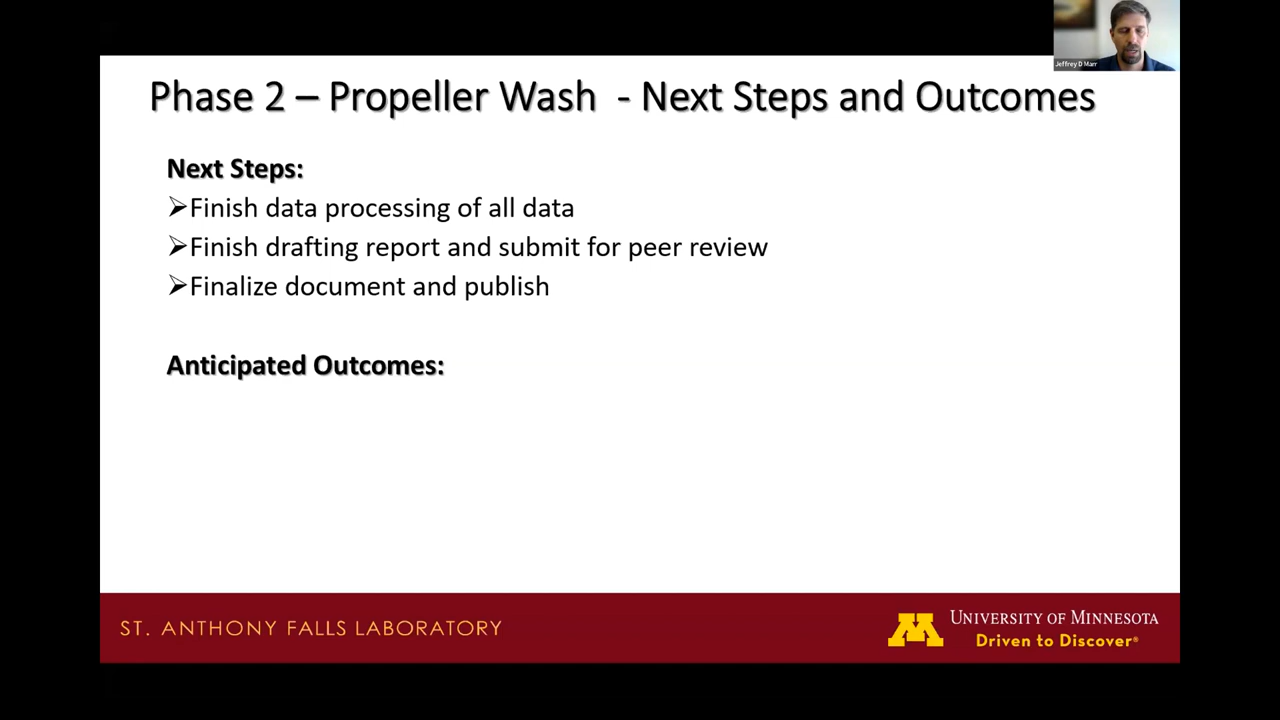 Jeffrey D Marr
Phase 2 – Propeller Wash - Next Steps and Outcomes
Next Steps:
➢Finish data processing of all data
➢Finish drafting report and submit for peer review
➢Finalize document and publish
Anticipated Outcomes:
ST. ANTHONY FALLS LABORATORY
M
UNIVERSITY OF MINNESOTA
Driven to Discover®